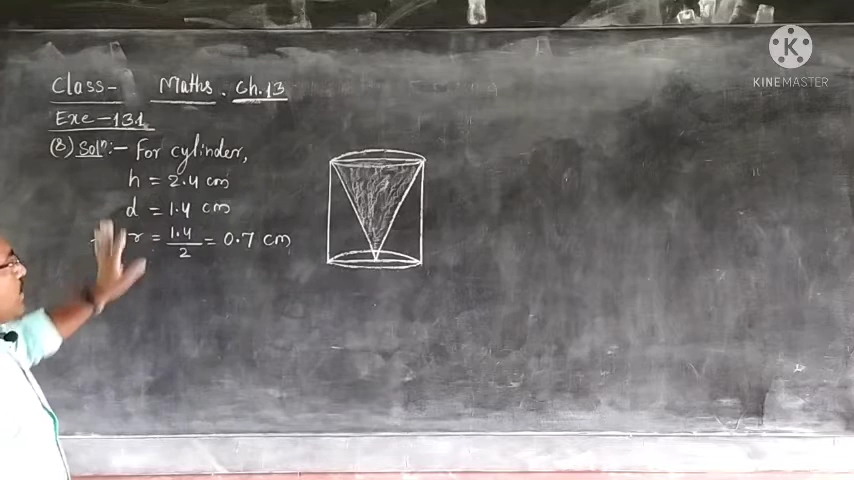 Class- Maths. Ch.13
Exe-13.1
(8) Solⁿ:- For cylinder,
h = 2.4 cm
d = 1.4 cm
r = 1.4/2 = 0.7 cm
K
KINEMASTER